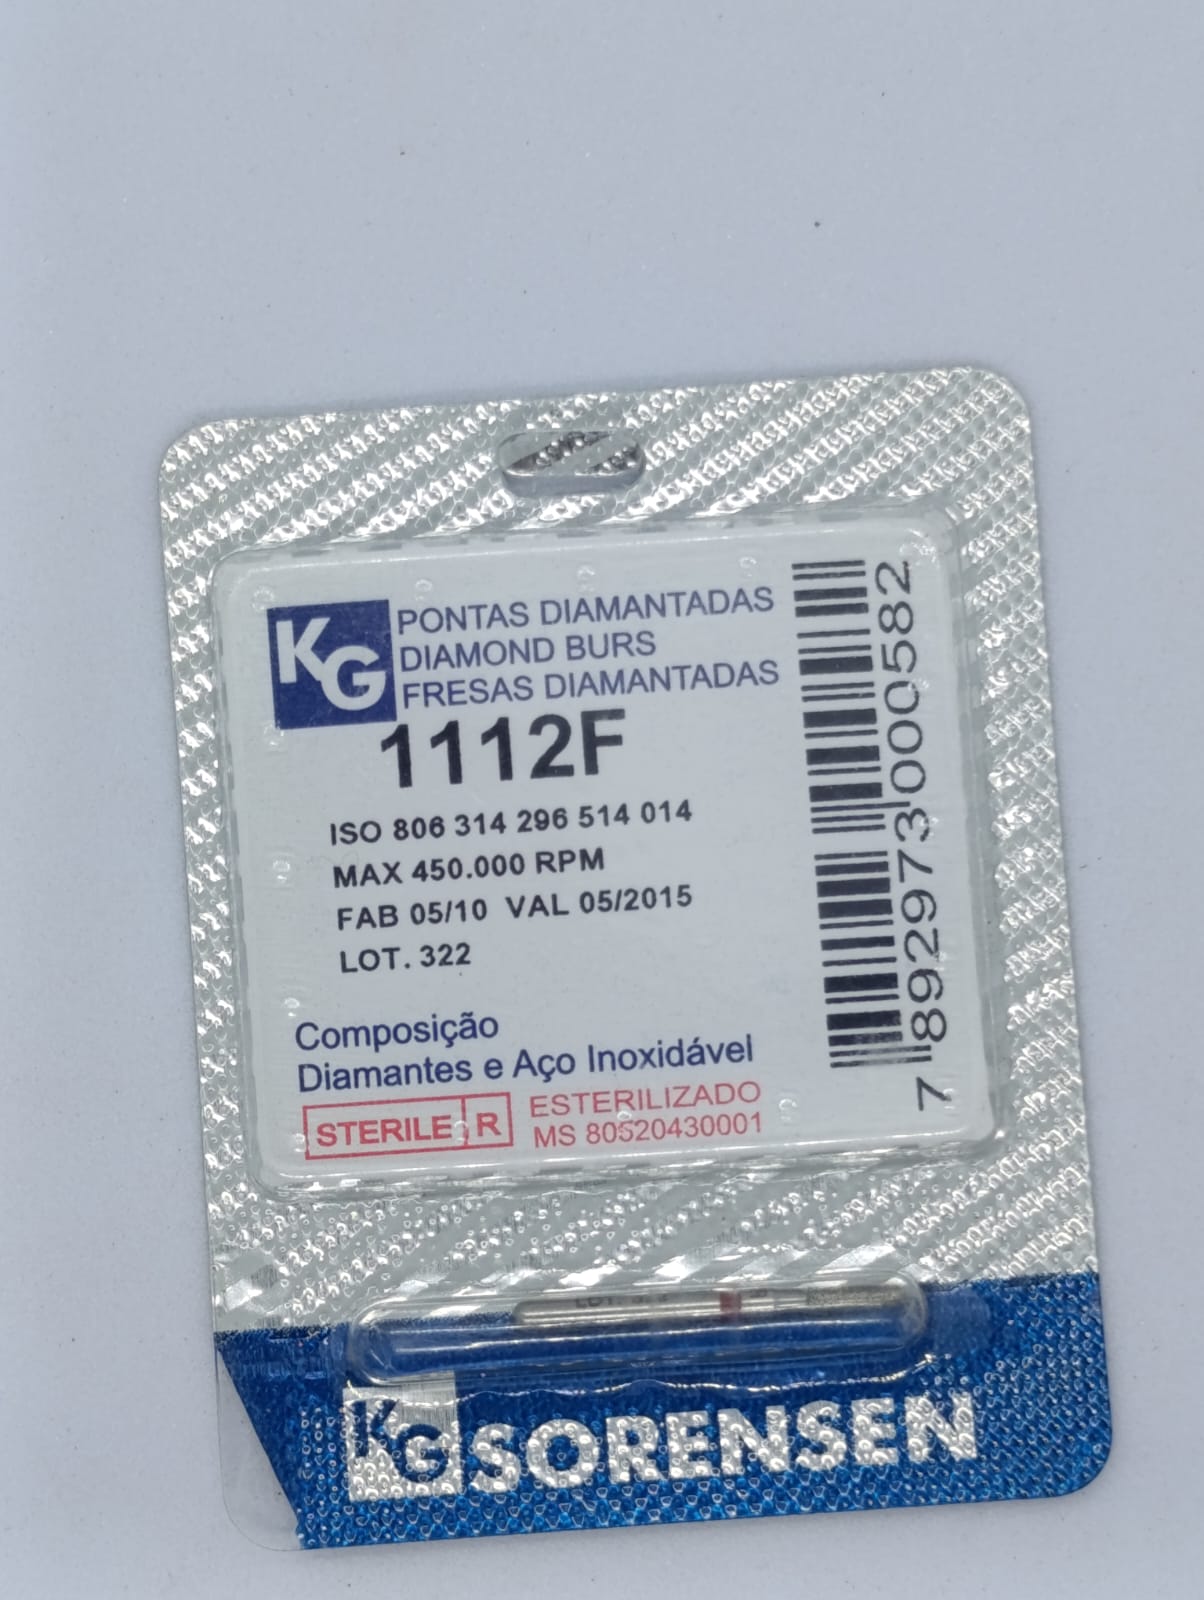 KG
PONTAS DIAMANTADAS
DIAMOND BURS
FRESAS DIAMANTADAS
1112F
ISO 806 314 296 514 014
MAX 450.000 RPM
FAB 05/10 VAL 05/2015
LOT. 322
Composição
Diamantes e Aço Inoxidável
STERILE R
ESTERILIZADO
MS 80520430001
7 892973 000582
KG SORENSEN